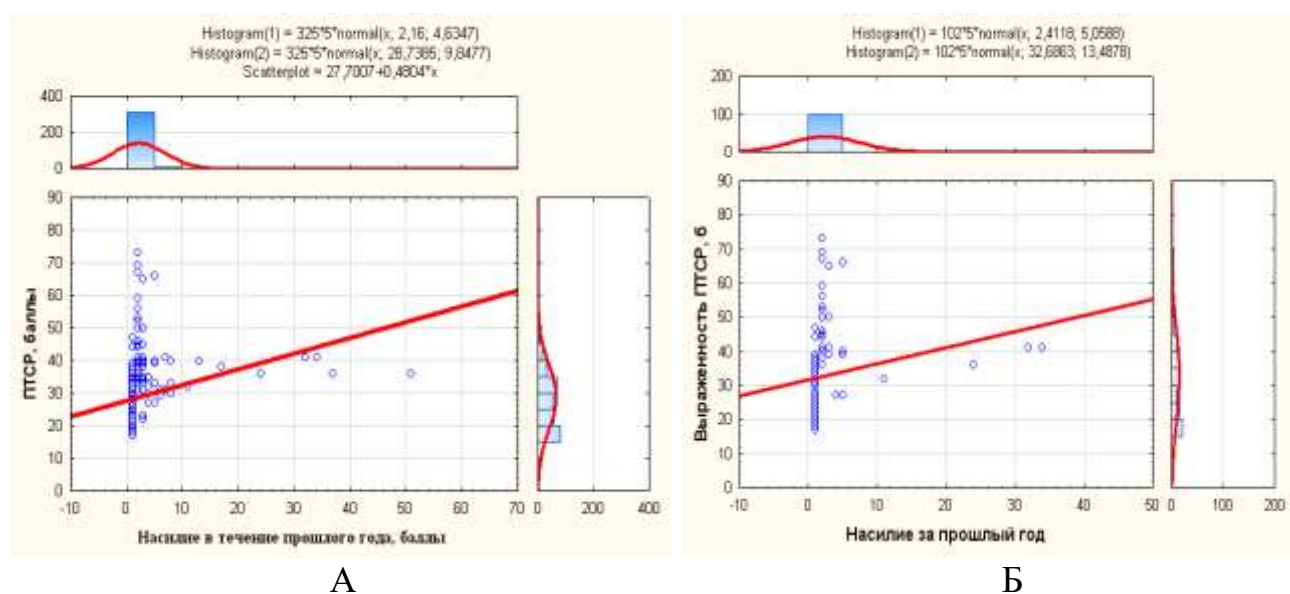 Histogram(1) = 325*5*normal(x; 2,16; 4,6347)
Histogram(2) = 325*5*normal(x; 28,7385; 9,8477)
Scatterplot = 27,7007+0,4804*x
400
200
0
90
80
70
60
50
40
30
20
10
0
ПТСР, баллы
-10 0 10 20 30 40 50 60 70
0 200 400
Насилие в течение прошлого года, баллы
А
Histogram(1) = 102*5*normal(x; 2,4118; 5,0588)
Histogram(2) = 102*5*normal(x; 32,6863; 13,4878)
200
100
0
90
80
70
60
50
40
30
20
10
0
Выраженность ПТСР, б
-10 0 10 20 30 40 50
0 100 200
Насилие за прошлый год
Б